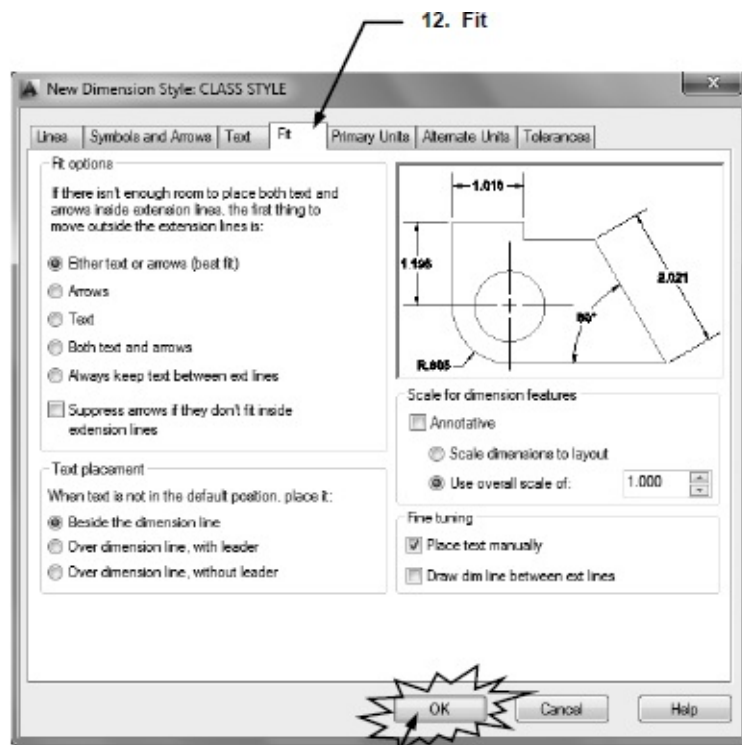 12. Fit
New Dimension Style: CLASS STYLE
Lines
Symbols and Arrows
Text
Fit
Primary Units
Alternate Units
Tolerances
Fit options
If there isn't enough room to place both text and
arrows inside extension lines, the first thing to
move outside the extension lines is:
Either text or arrows (best fit)
Arrows
Text
Both text and arrows
Always keep text between ext lines
Suppress arrows if they don't fit inside
extension lines
Text placement
When text is not in the default position, place it:
Beside the dimension line
Over dimension line, with leader
Over dimension line, without leader
1.016
1.196
2.021
60°
R.805
Scale for dimension features
Annotative
Scale dimensions to layout
Use overall scale of:
1.000
Fine tuning
Place text manually
Draw dim line between ext lines
OK
Cancel
Help